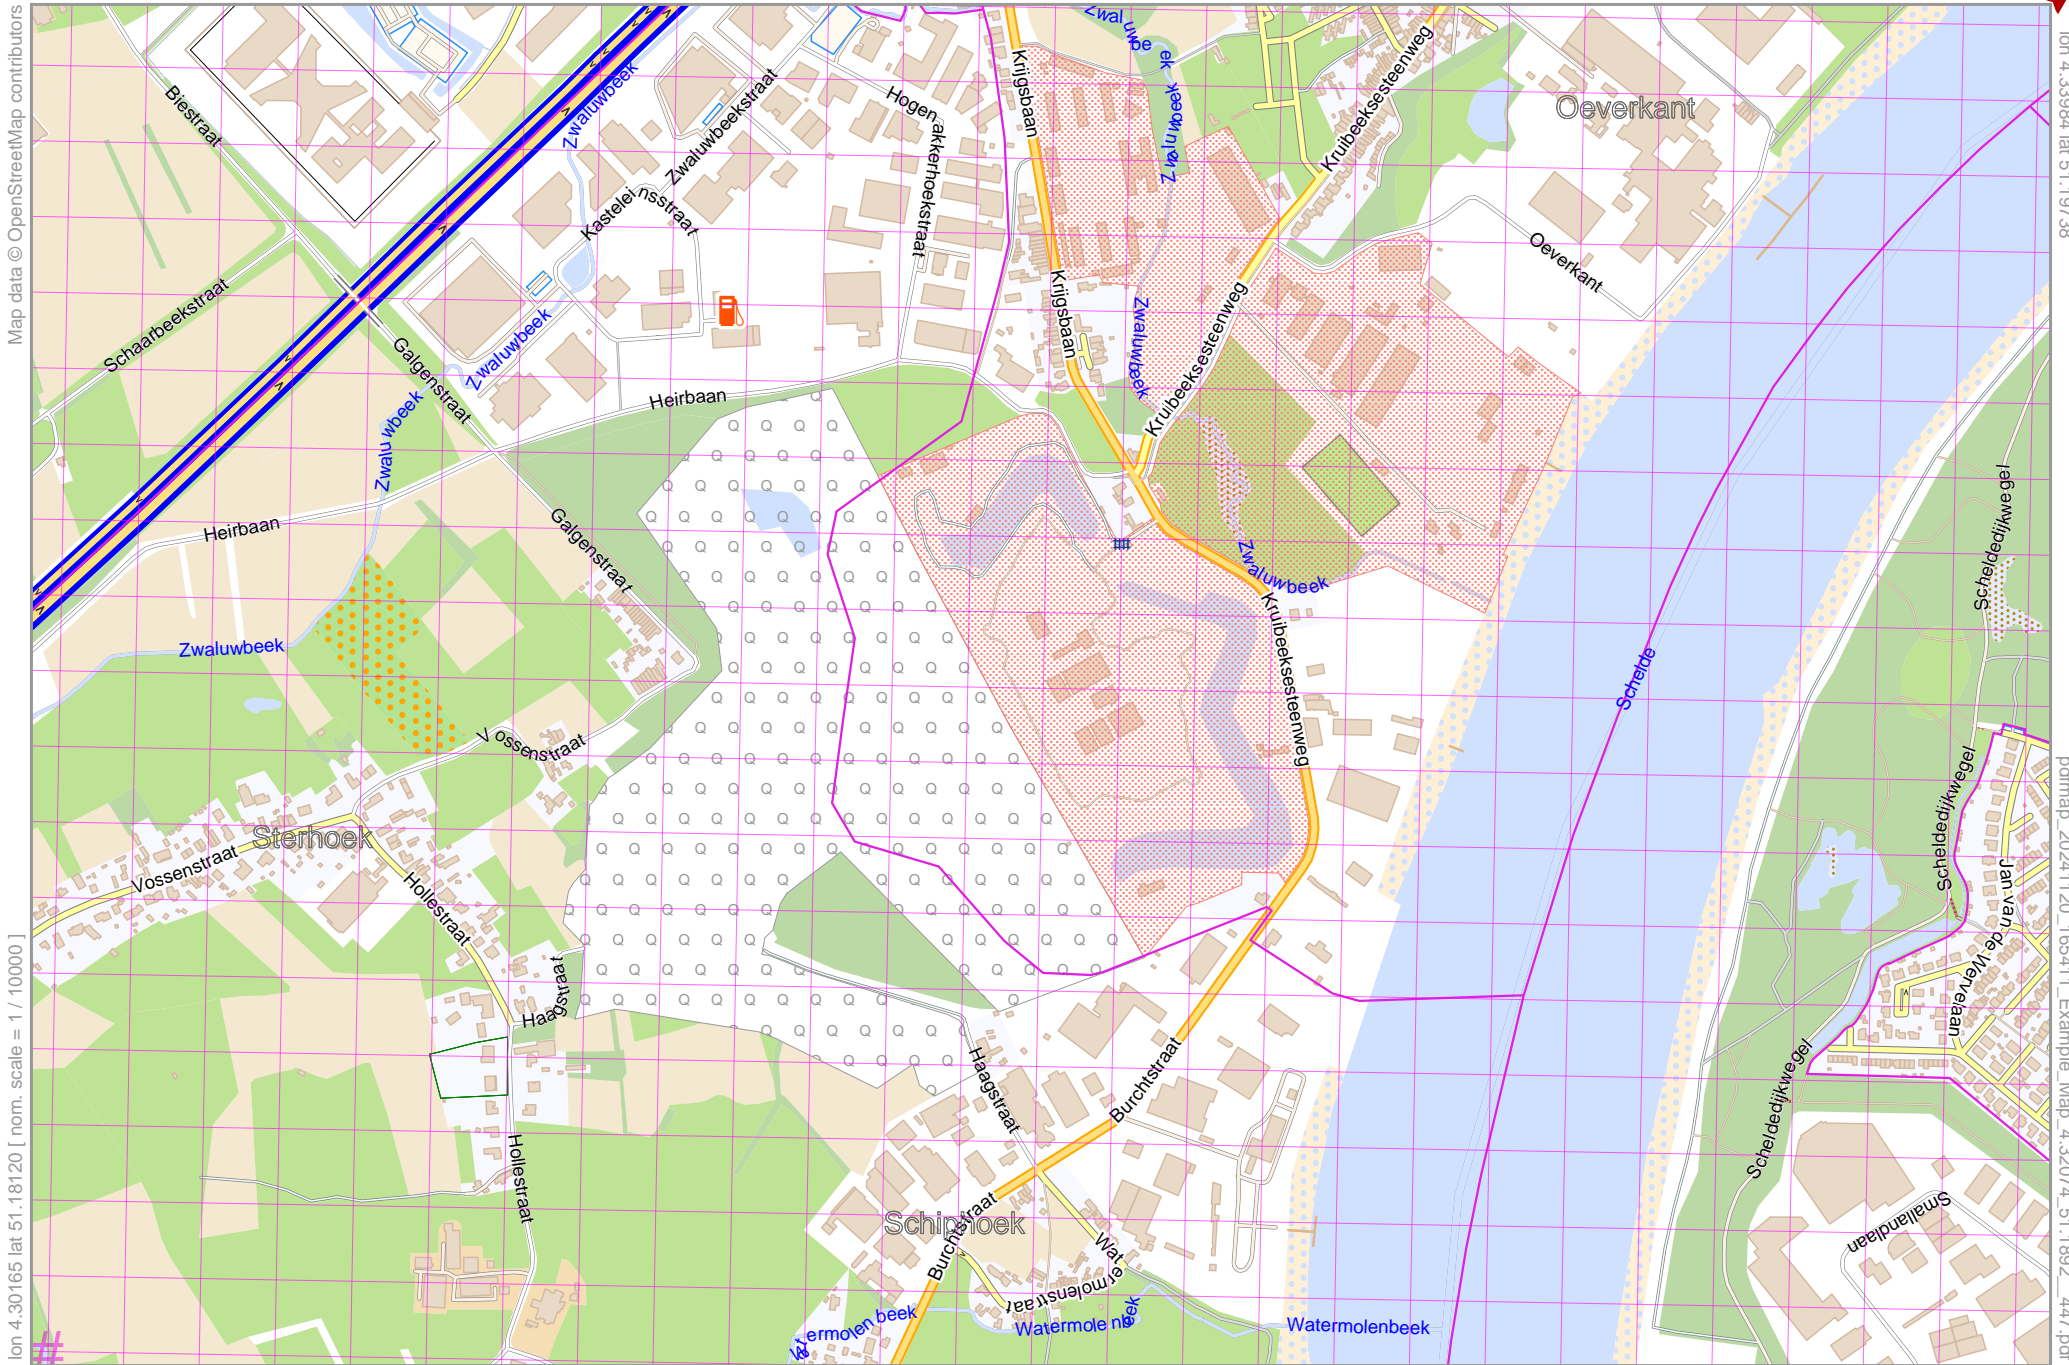 Map data © OpenStreetMap contributors
lon 4.30165 lat 51.18120 [ nom. scale = 1 / 10000 ]
Zwaluwbeek
Krijgsbaan
Kruibeeksesteenweg
Oeverkant
Biestraat
Zwaluwbeek
Zwaluwbeekstraat
Hogenakkerhoekstraat
Zwaluwbeek
Kasteleinsstraat
Oeverkant
Schaarbeekstraat
Galgenstraat
Zwaluwbeek
Krijgsbaan
Zwaluwbeek
Kruibeeksesteenweg
Zwaluwbeek
Heirbaan
Heirbaan
Galgenstraat
Scheldedijkwegel
Zwaluwbeek
Kruibeeksesteenweg
Zwaluwbeek
Schelde
Vossenstraat
Sterhoek
Vossenstraat
Hollestraat
Scheldedijkwegel
Jan van de Wervelaan
Haagstraat
Haagstraat
Burchtstraat
Scheldedijkwegel
Hollestraat
Smallandlaan
Schiphoek
Burchtstraat
Watermolenstraat
Watermolenbeek
Watermolenbeek
Watermolenbeek
#